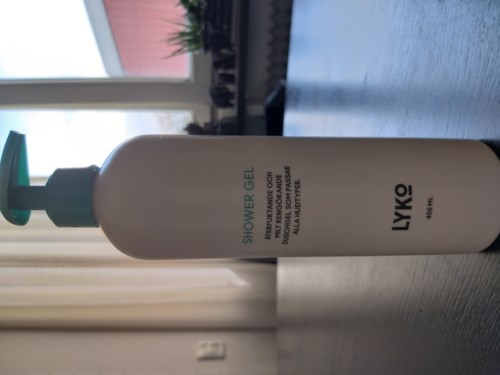 SHOWER GEL
ÅTERFUKTANDE OCH
MILT RENGÖRANDE
DUSCHGEL SOM PASSAR
ALLA HUDTYPER.
LYKO
400 ML